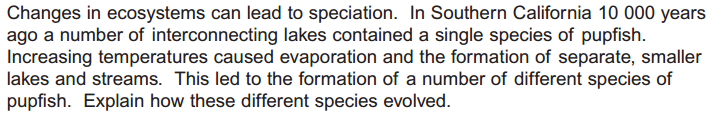 Changes in ecosystems can lead to speciation.  In Southern California 10 000 years
ago a number of interconnecting lakes contained a single species of pupfish.
Increasing temperatures caused evaporation and the formation of separate, smaller
lakes and streams.  This led to the formation of a number of different species of
pupfish.  Explain how these different species evolved.